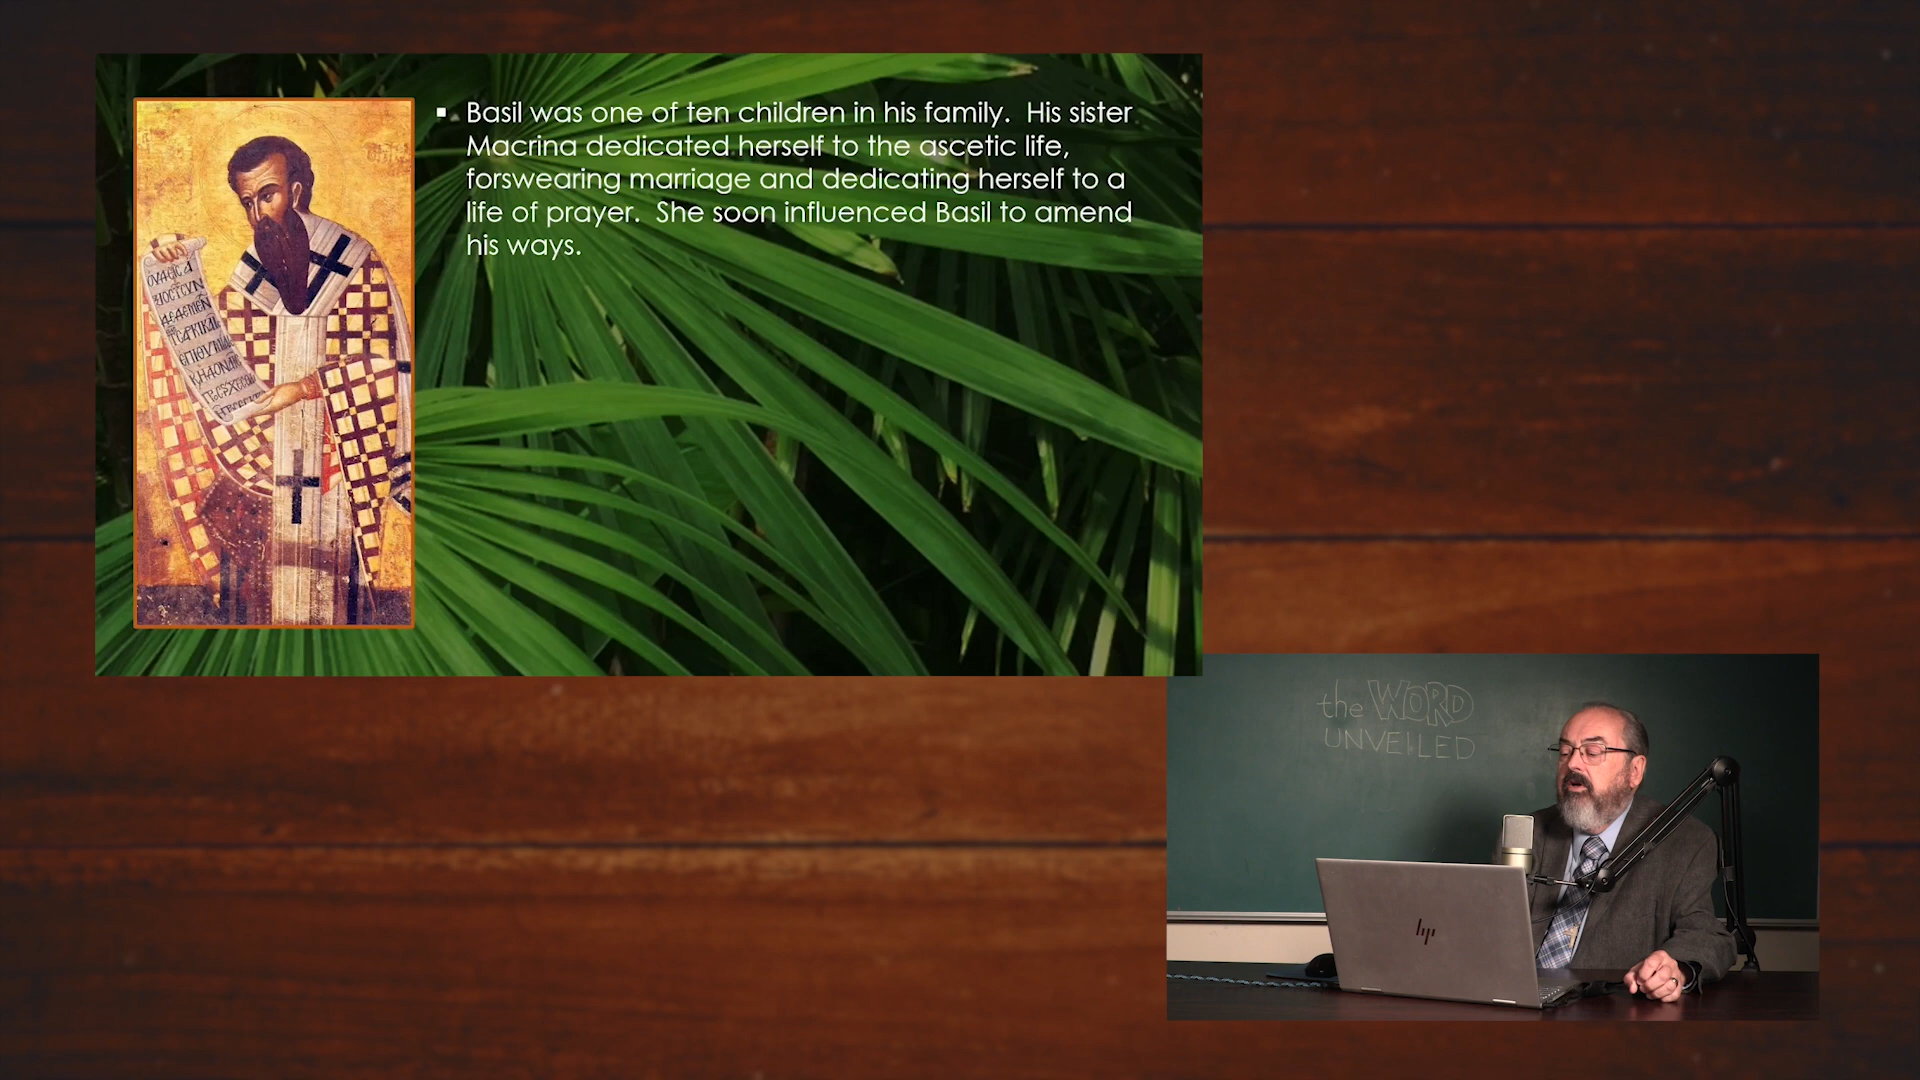 Basil was one of ten children in his family.  His sister
Macrina dedicated herself to the ascetic life,
forswearing marriage and dedicating herself to a
life of prayer.  She soon influenced Basil to amend
his ways.
the WORD
UNVEILED
hp